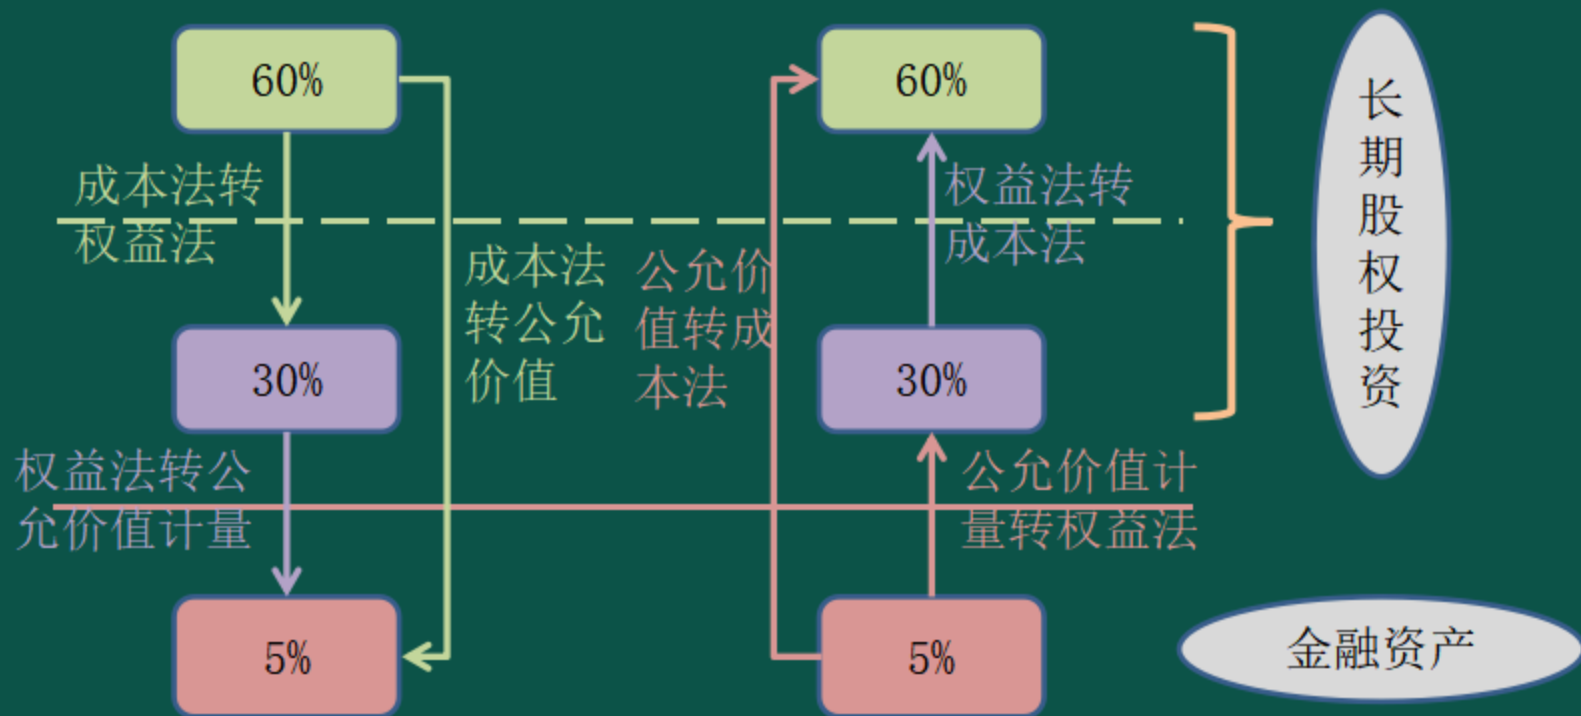 60%
60%
长期股权投资
成本法转
权益法
权益法转
成本法
成本法
转公允
价值
公允价
值转成
本法
30%
30%
权益法转公
允价值计量
公允价值计
量转权益法
5%
5%
金融资产